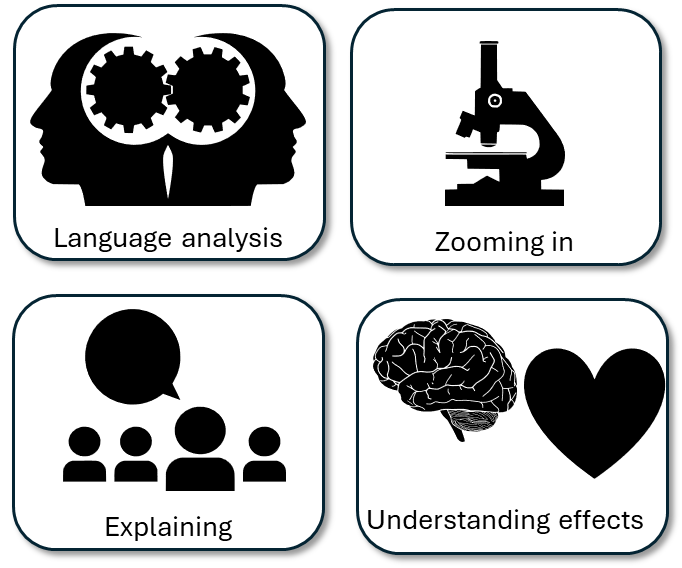 Language analysis
Zooming in
Explaining
Understanding effects